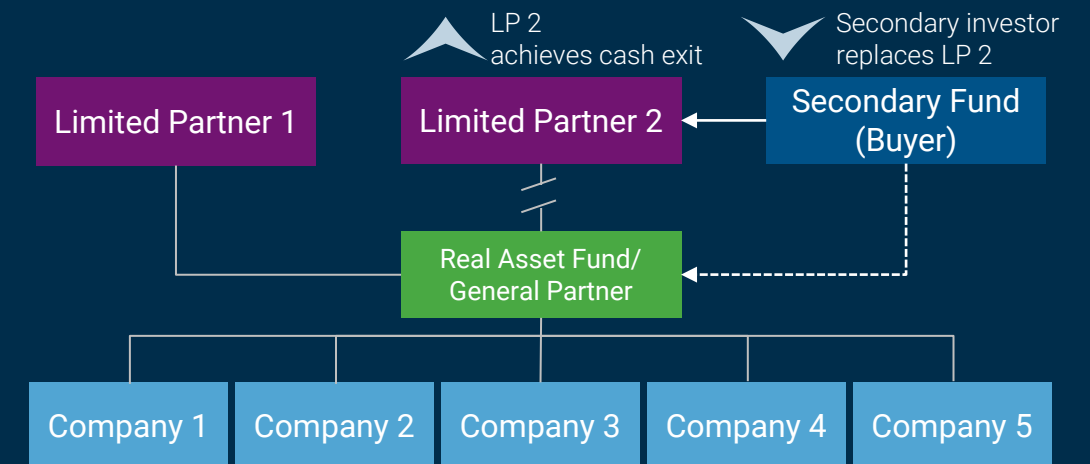 LP 2
achieves cash exit
Secondary investor
replaces LP 2
Limited Partner 1
Limited Partner 2
Secondary Fund
(Buyer)
Real Asset Fund/
General Partner
Company 1
Company 2
Company 3
Company 4
Company 5